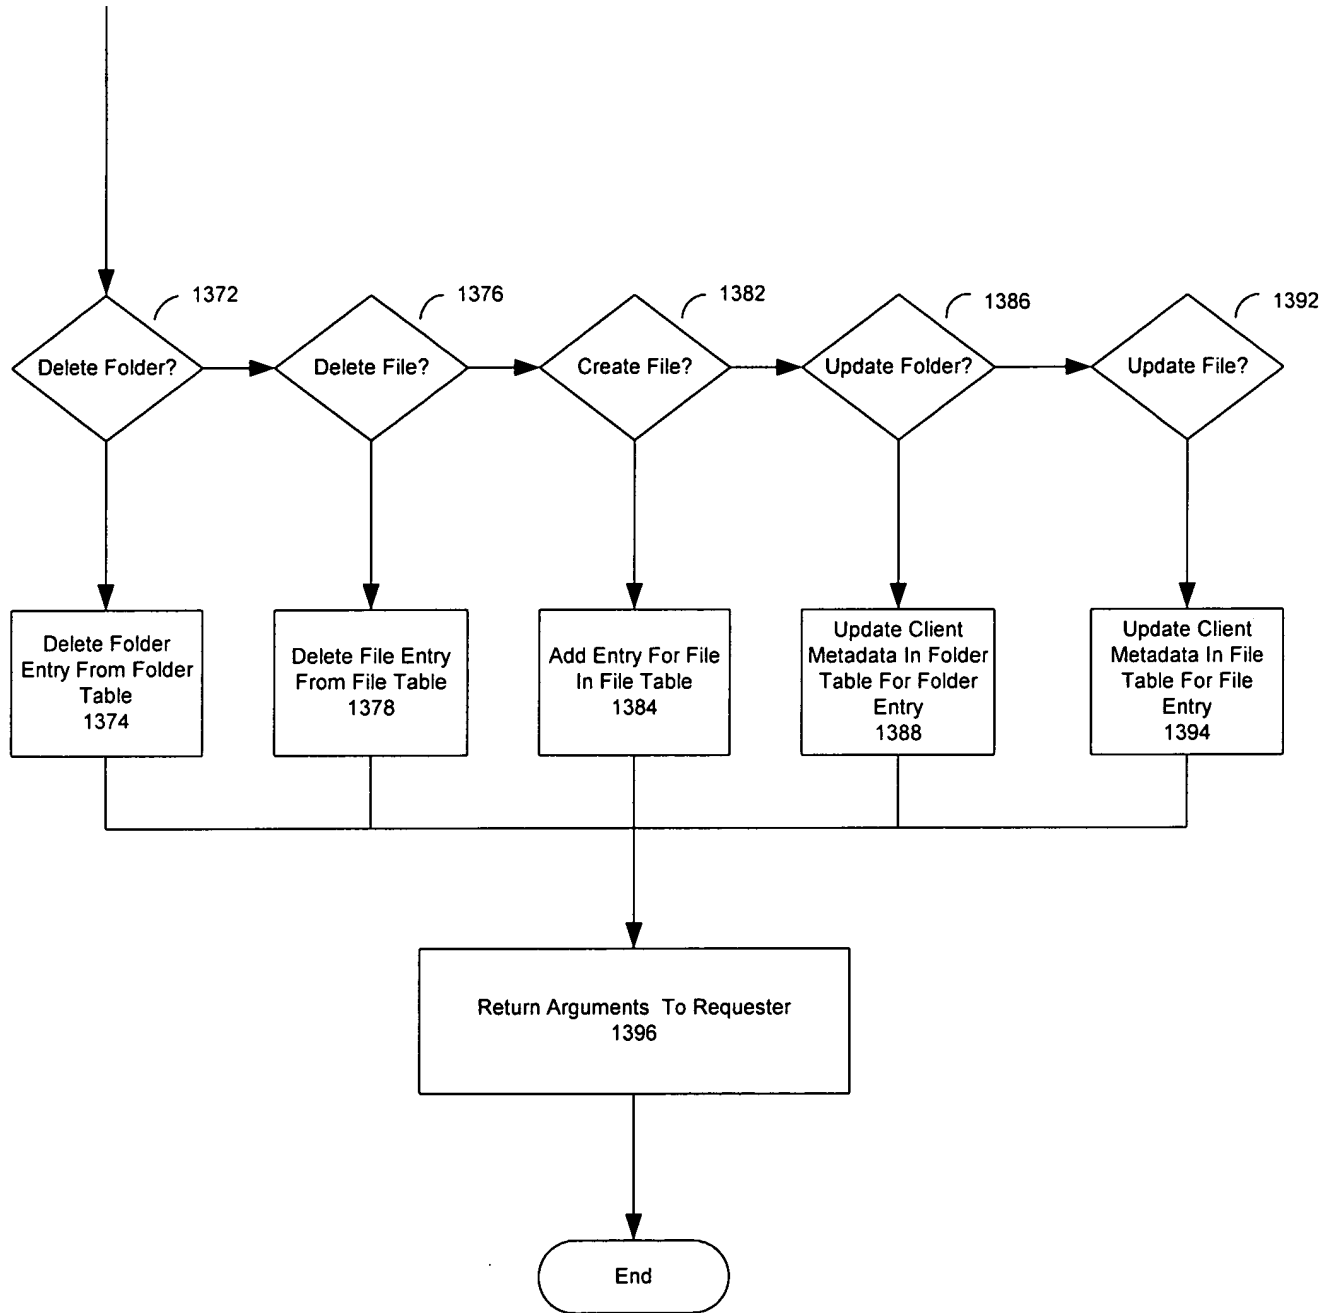 1372
1376
1382
1386
1392
Delete Folder?
Delete File?
Create File?
Update Folder?
Update File?
Delete Folder
Entry From Folder
Table
1374
Delete File Entry
From File Table
1378
Add Entry For File
In File Table
1384
Update Client
Metadata In Folder
Table For Folder
Entry
1388
Update Client
Metadata In File
Table For File
Entry
1394
Return Arguments To Requester
1396
End